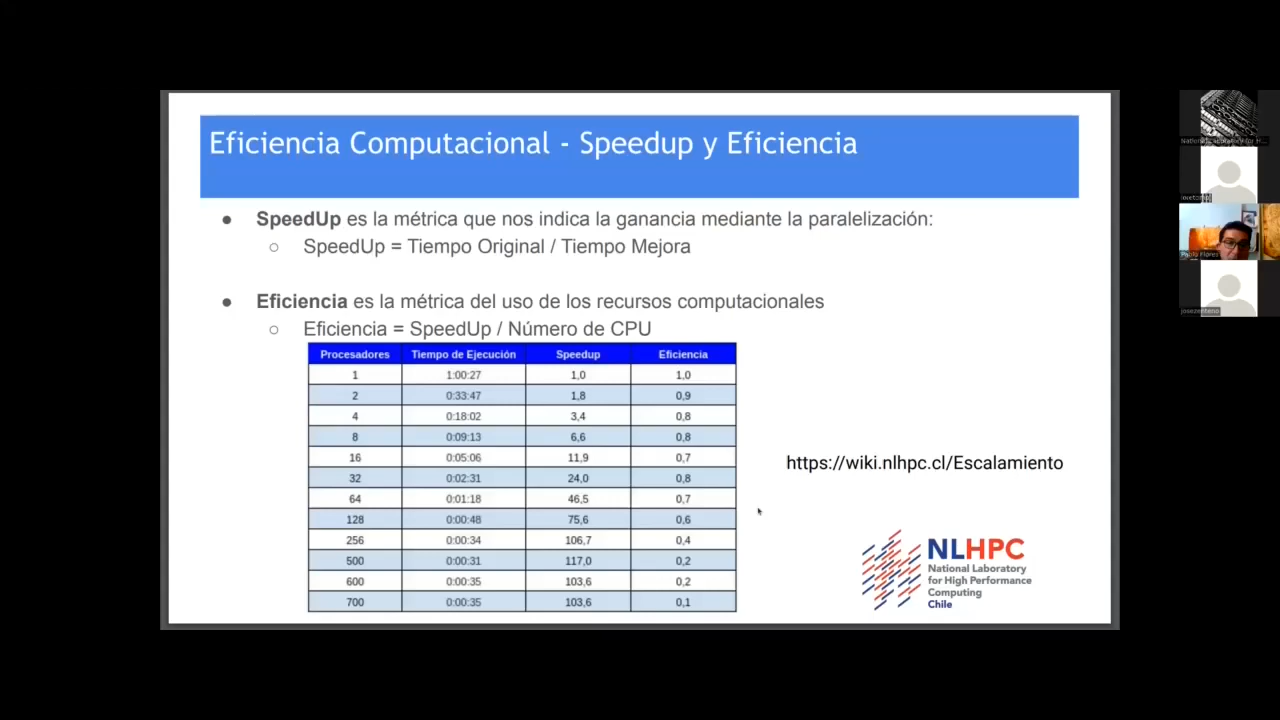 Eficiencia Computacional - Speedup y Eficiencia
● SpeedUp es la métrica que nos indica la ganancia mediante la paralelización:
○ SpeedUp = Tiempo Original / Tiempo Mejora
● Eficiencia es la métrica del uso de los recursos computacionales
○ Eficiencia = SpeedUp / Número de CPU
Procesadores Tiempo de Ejecución Speedup Eficiencia
1 1:00:27 1,0 1,0
2 0:33:47 1,8 0,9
4 0:18:02 3,4 0,8
8 0:09:13 6,6 0,8
16 0:05:06 11,9 0,7
32 0:02:31 24,0 0,8
64 0:01:18 46,5 0,7
128 0:00:48 75,6 0,6
256 0:00:34 106,7 0,4
500 0:00:31 117,0 0,2
600 0:00:35 103,6 0,2
700 0:00:35 103,6 0,1
https://wiki.nlhpc.cl/Escalamiento
NLHPC
National Laboratory
for High Performance
Computing
Chile
Pablo Flores
josezenteno